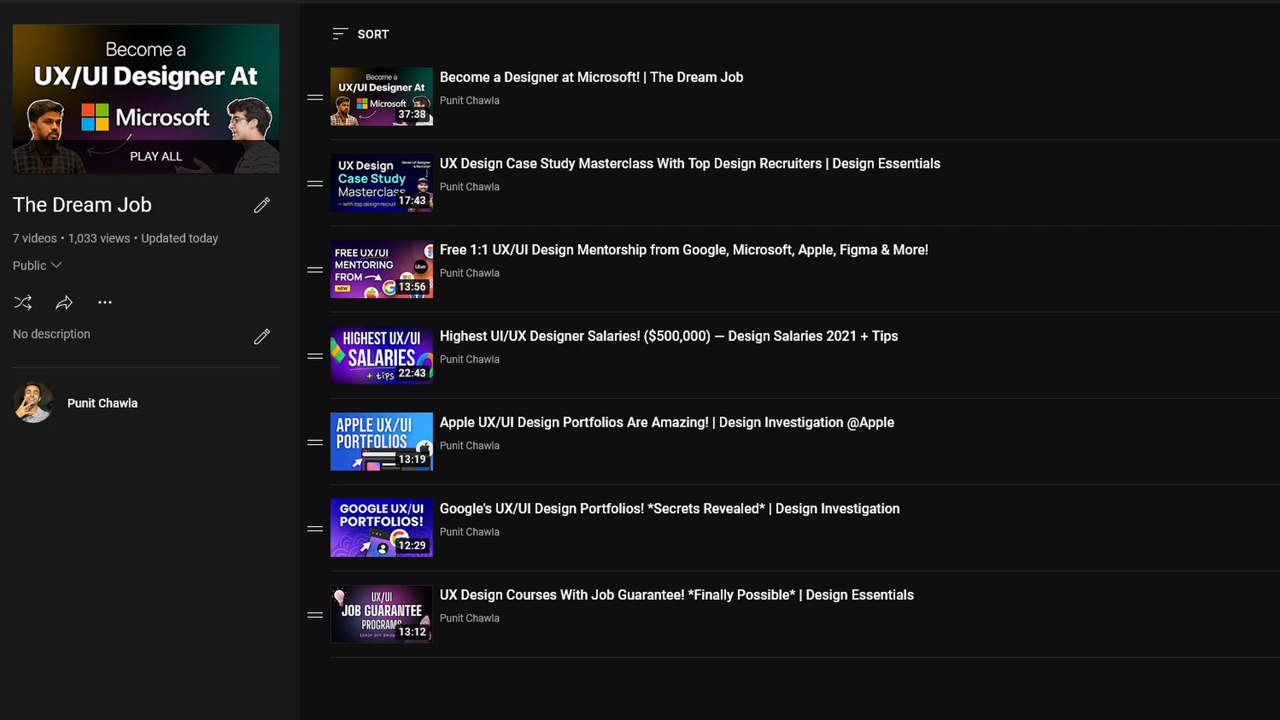 Become a
UX/UI Designer At
Microsoft
PLAY ALL
The Dream Job
7 videos • 1,033 views • Updated today
Public
No description
Punit Chawla
SORT
Become a
UX/UI Designer At
Microsoft
37:38
Become a Designer at Microsoft! | The Dream Job
Punit Chawla
UX Design
Case Study
Masterclass
– with top design recruit
17:43
UX Design Case Study Masterclass With Top Design Recruiters | Design Essentials
Punit Chawla
FREE UX/UI
MENTORING
FROM
NEW
Uber
13:56
Free 1:1 UX/UI Design Mentorship from Google, Microsoft, Apple, Figma & More!
Punit Chawla
HIGHEST UX/UI
SALARIES
+ tips
22:43
Highest UI/UX Designer Salaries! ($500,000) — Design Salaries 2021 + Tips
Punit Chawla
APPLE UX/UI
PORTFOLIOS
13:19
Apple UX/UI Design Portfolios Are Amazing! | Design Investigation @Apple
Punit Chawla
GOOGLE UX/UI
PORTFOLIOS!
12:29
Google's UX/UI Design Portfolios! *Secrets Revealed* | Design Investigation
Punit Chawla
UX/UI
JOB GUARANTEE
PROGRAMS
13:12
UX Design Courses With Job Guarantee! *Finally Possible* | Design Essentials
Punit Chawla